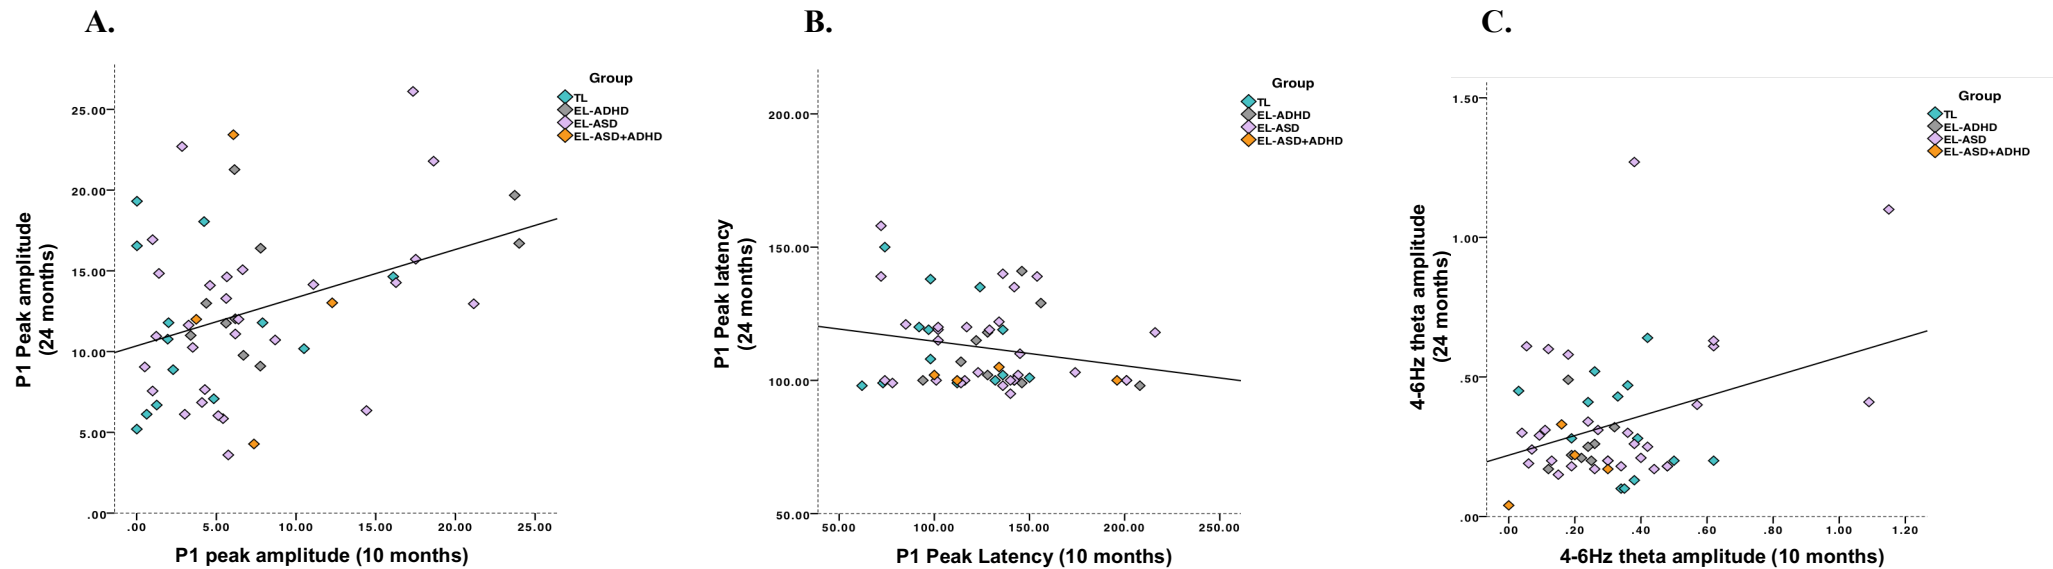 A.
Group
TL
EL-ADHD
EL-ASD
EL-ASD+ADHD
P1 Peak amplitude
(24 months)
25.00
20.00
15.00
10.00
5.00
.00
.00 5.00 10.00 15.00 20.00 25.00
P1 peak amplitude (10 months)
B.
Group
TL
EL-ADHD
EL-ASD
EL-ASD+ADHD
P1 Peak latency
(24 months)
200.00
150.00
100.00
50.00
50.00 100.00 150.00 200.00 250.00
P1 Peak Latency (10 months)
C.
Group
TL
EL-ADHD
EL-ASD
EL-ASD+ADHD
4-6Hz theta amplitude
(24 months)
1.50
1.00
.50
.00
.00 .20 .40 .60 .80 1.00 1.20
4-6Hz theta amplitude (10 months)